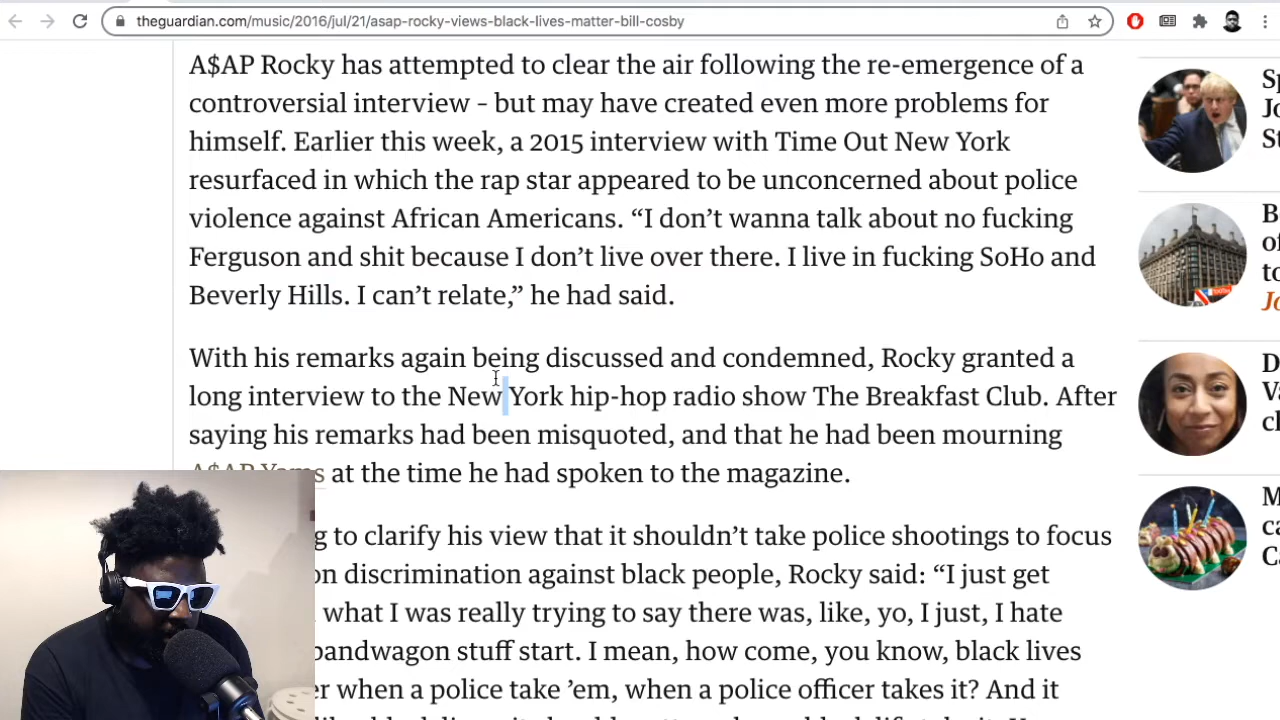 theguardian.com/music/2016/jul/21/asap-rocky-views-black-lives-matter-bill-cosby
A$AP Rocky has attempted to clear the air following the re-emergence of a
controversial interview – but may have created even more problems for
himself. Earlier this week, a 2015 interview with Time Out New York
resurfaced in which the rap star appeared to be unconcerned about police
violence against African Americans. “I don’t wanna talk about no fucking
Ferguson and shit because I don’t live over there. I live in fucking SoHo and
Beverly Hills. I can’t relate,” he had said.
With his remarks again being discussed and condemned, Rocky granted a
long interview to the New York hip-hop radio show The Breakfast Club. After
saying his remarks had been misquoted, and that he had been mourning
A$AP Yams at the time he had spoken to the magazine.
g to clarify his view that it shouldn’t take police shootings to focus
on discrimination against black people, Rocky said: “I just get
what I was really trying to say there was, like, yo, I just, I hate
bandwagon stuff start. I mean, how come, you know, black lives
er when a police take ’em, when a police officer takes it? And it